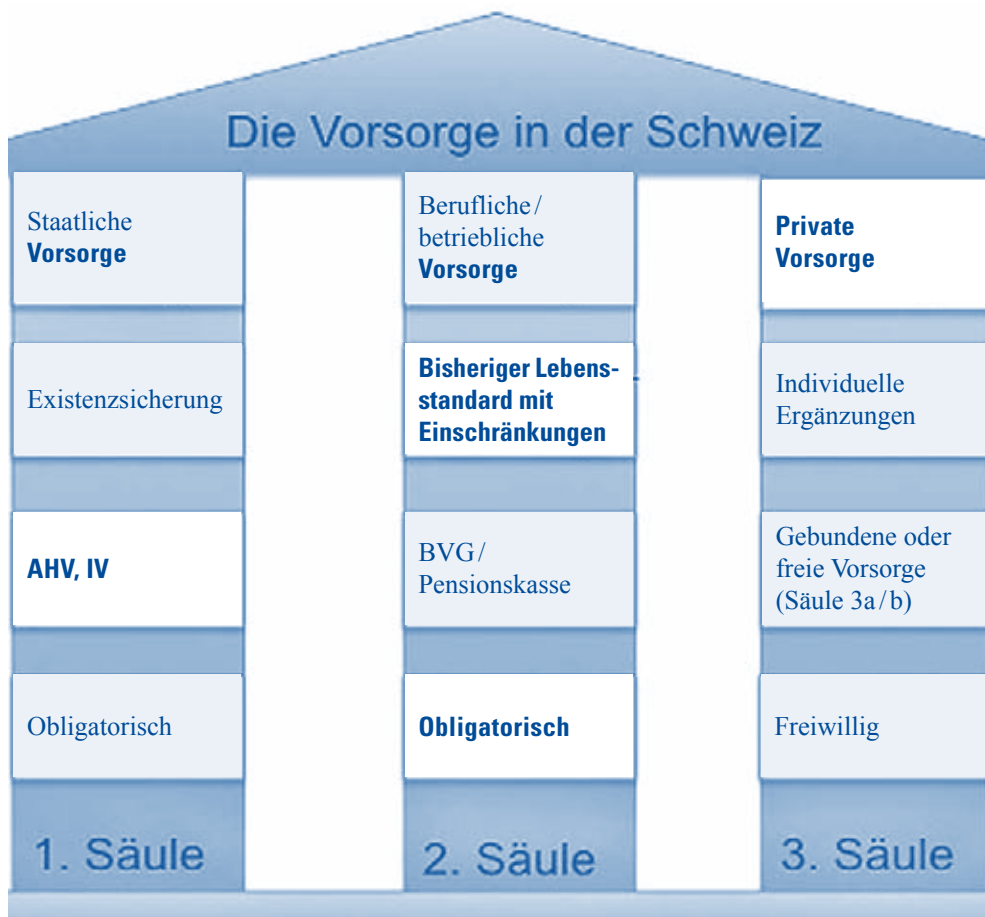 Die Vorsorge in der Schweiz
Staatliche
Vorsorge
Existenzsicherung
AHV, IV
Obligatorisch
1. Säule
Berufliche/
betriebliche
Vorsorge
Bisheriger Lebens-
standard mit
Einschränkungen
BVG/
Pensionskasse
Obligatorisch
2. Säule
Private
Vorsorge
Individuelle
Ergänzungen
Gebundene oder
freie Vorsorge
(Säule 3a/b)
Freiwillig
3. Säule